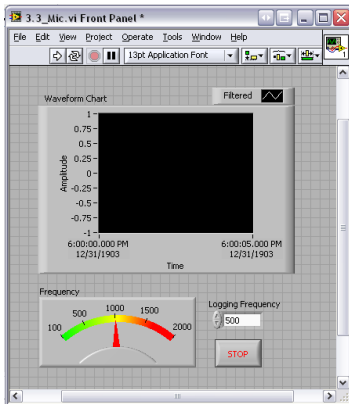 3.3_Mic.vi Front Panel *
File Edit View Project Operate Tools Window Help
13pt Application Font
1
Waveform Chart
Filtered
Amplitude
1
0.75
0.5
0.25
0
-0.25
-0.5
-0.75
-1
6:00:00.000 PM
12/31/1903
6:00:05.000 PM
12/31/1903
Time
Frequency
100
500
1000
1500
2000
Logging Frequency
500
STOP